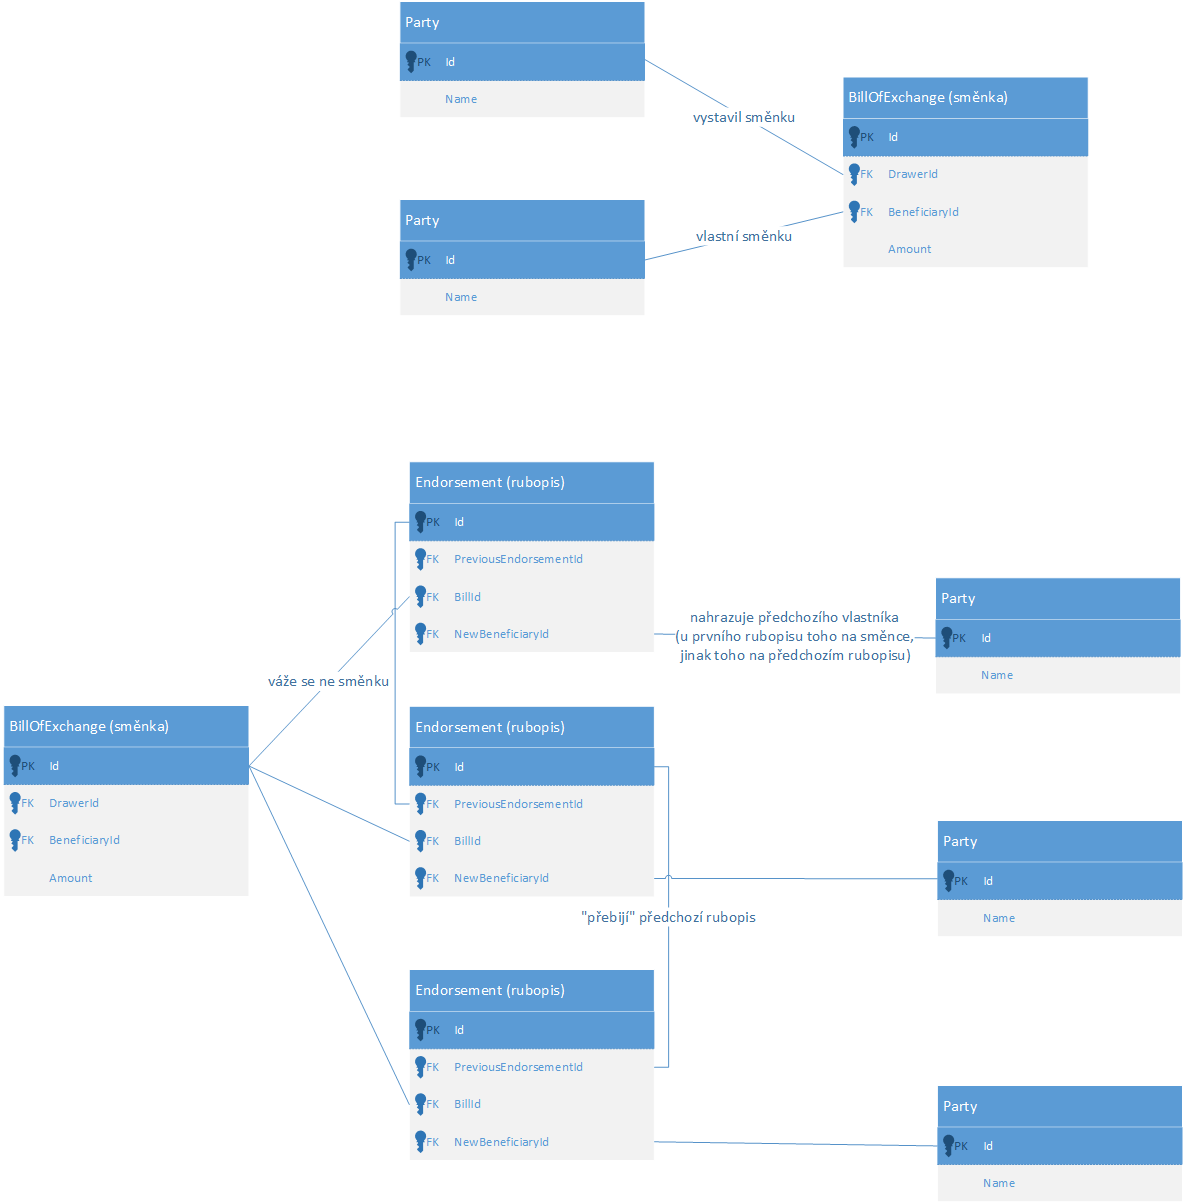 Party
PK Id
Name
BillOfExchange (směnka)
PK Id
FK DrawerId
FK BeneficiaryId
Amount
vystavil směnku
Party
PK Id
Name
vlastní směnku
Endorsement (rubopis)
PK Id
FK PreviousEndorsementId
FK BillId
FK NewBeneficiaryId
nahrazuje předchozího vlastníka
(u prvního rubopisu toho na směnce,
jinak toho na předchozím rubopisu)
Party
PK Id
Name
váže se ne směnku
BillOfExchange (směnka)
PK Id
FK DrawerId
FK BeneficiaryId
Amount
Endorsement (rubopis)
PK Id
FK PreviousEndorsementId
FK BillId
FK NewBeneficiaryId
Party
PK Id
Name
"přebijí" předchozí rubopis
Endorsement (rubopis)
PK Id
FK PreviousEndorsementId
FK BillId
FK NewBeneficiaryId
Party
PK Id
Name